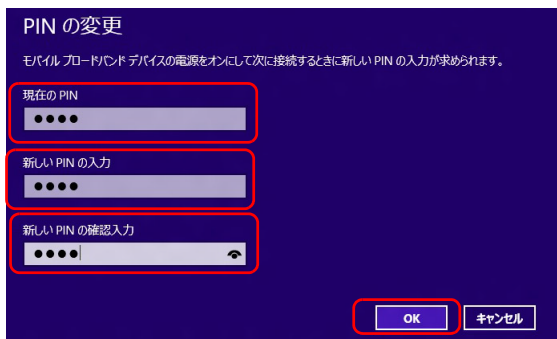 PIN の変更
モバイル ブロードバンド デバイスの電源をオンにして次に接続するときに新しい PIN の入力が求められます。
現在の PIN
●●●●
新しい PIN の入力
●●●●
新しい PIN の確認入力
●●●●
OK
キャンセル